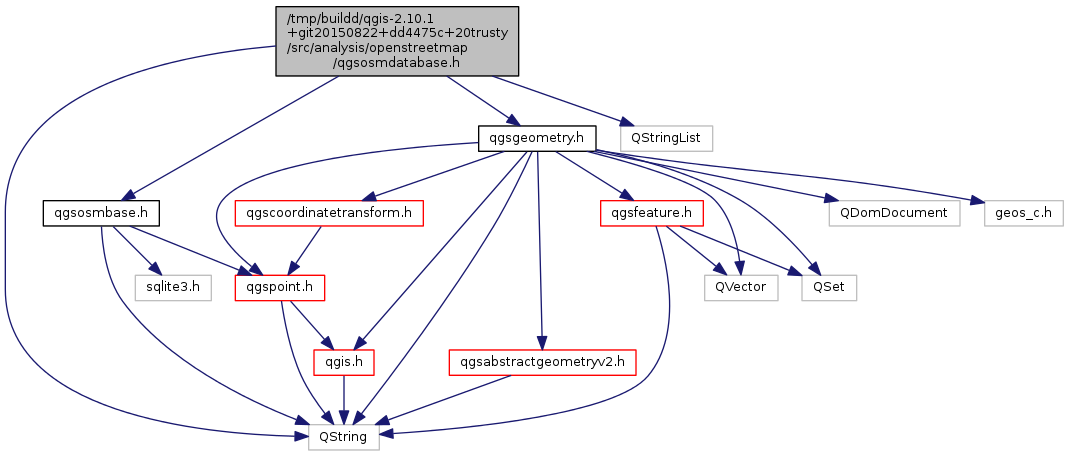 /tmp/buildd/qgis-2.10.1
+git20150822+dd4475c+20trusty
/src/analysis/openstreetmap
/qgsosmdatabase.h
qgsgeometry.h
QStringList
qgsosmbase.h
qgscoordinatetransform.h
qgsfeature.h
QDomDocument
geos_c.h
sqlite3.h
qgspoint.h
QVector
QSet
qgis.h
qgsabstractgeometryv2.h
QString